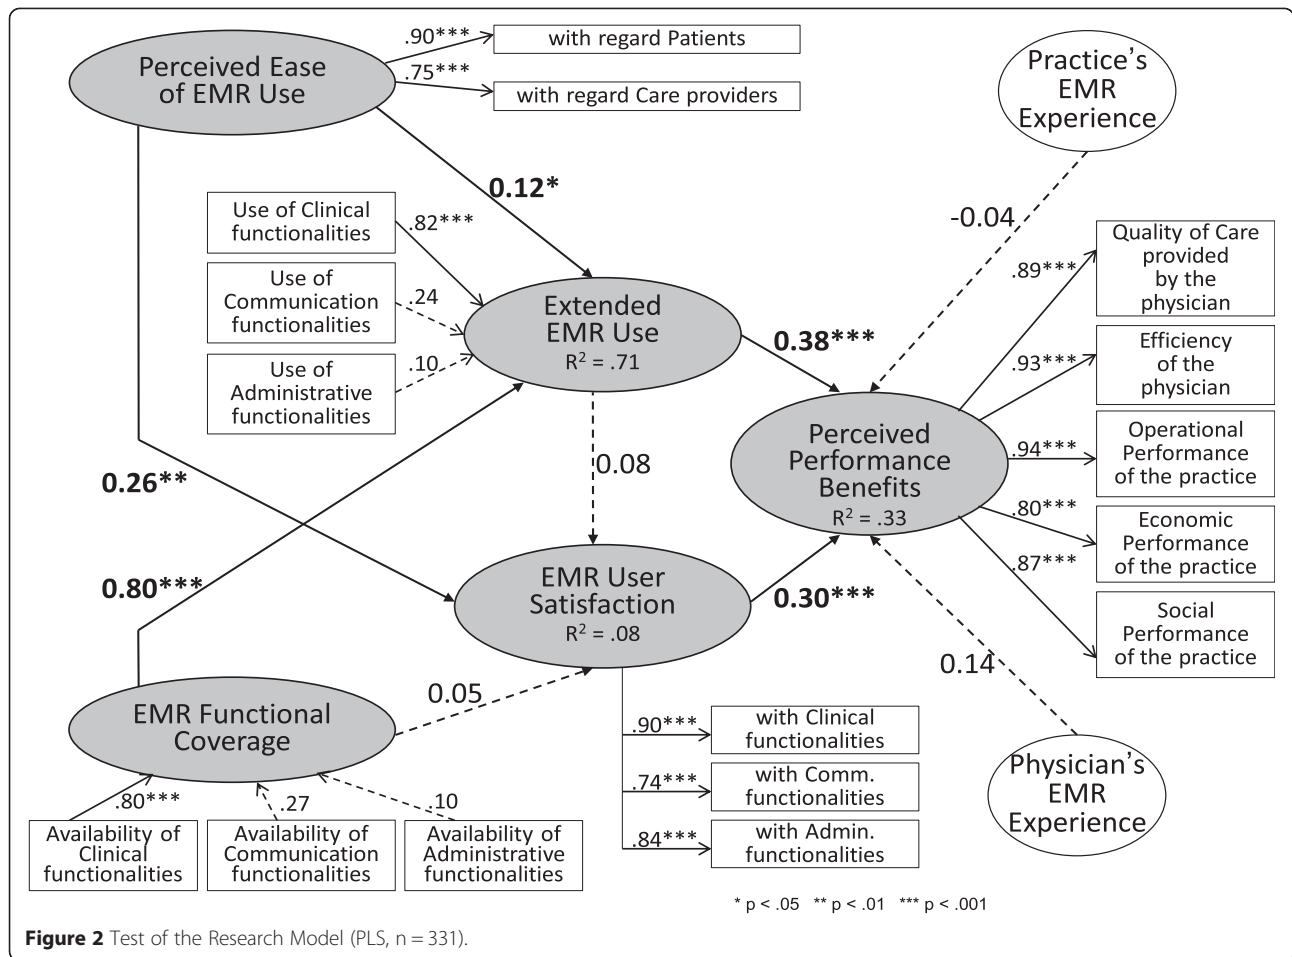 Perceived Ease
of EMR Use
.90***
with regard Patients
.75***
with regard Care providers
Practice's
EMR
Experience
0.12*
-0.04
Use of Clinical
functionalities
.82***
Use of
Communication
functionalities
.24
Use of
Administrative
functionalities
.10
Extended
EMR Use
R² = .71
0.38***
Quality of Care
provided
by the
physician
.89***
Efficiency
of the
physician
.93***
Operational
Performance
of the practice
.94***
Economic
Performance
of the practice
.80***
Social
Performance
of the practice
.87***
Perceived
Performance
Benefits
R² = .33
0.26**
0.08
0.80***
EMR User
Satisfaction
R² = .08
0.30***
0.14
0.05
EMR Functional
Coverage
.80***
.27
.10
Availability of
Clinical
functionalities
Availability of
Communication
functionalities
Availability of
Administrative
functionalities
.90***
with Clinical
functionalities
.74***
with Comm.
functionalities
.84***
with Admin.
functionalities
Physician's
EMR
Experience
* p < .05 ** p < .01 *** p < .001
Figure 2 Test of the Research Model (PLS, n = 331).